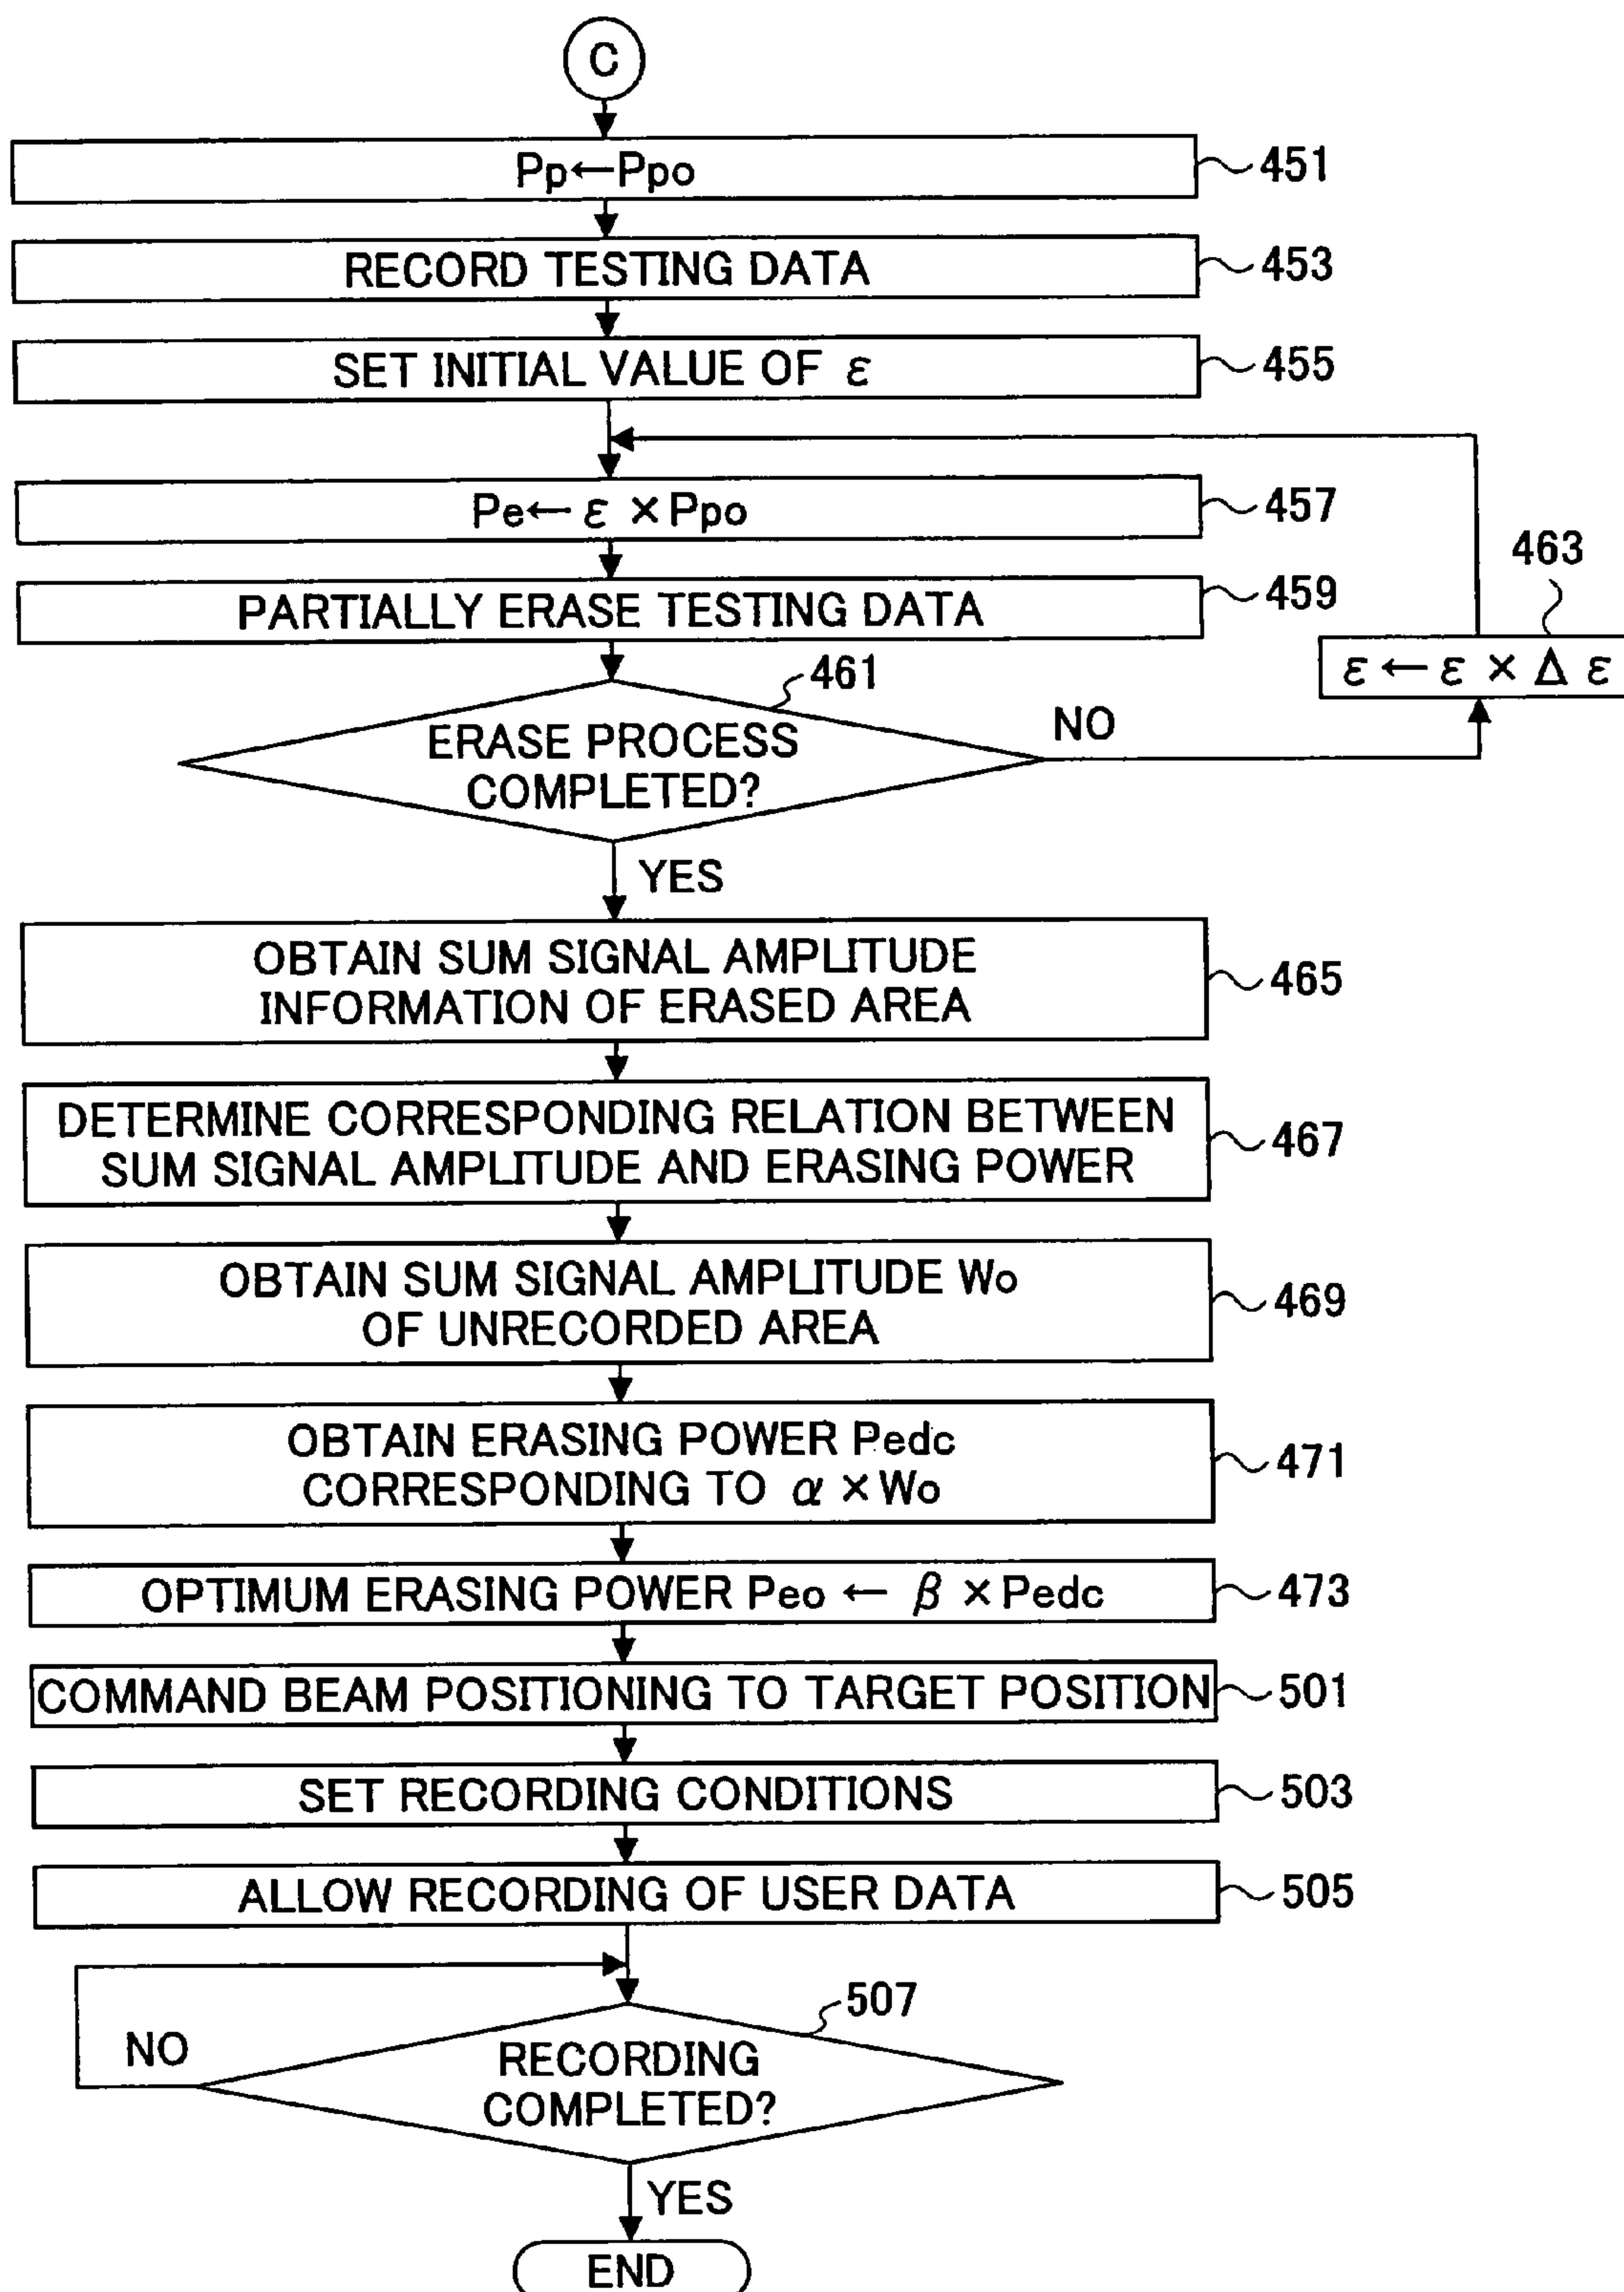 C
Pp←Ppo
451
RECORD TESTING DATA
453
SET INITIAL VALUE OF ε
455
Pe← ε ×Ppo
457
463
PARTIALLY ERASE TESTING DATA
459
ε ← ε × Δ ε
461
ERASE PROCESS
COMPLETED?
NO
YES
OBTAIN SUM SIGNAL AMPLITUDE
INFORMATION OF ERASED AREA
465
DETERMINE CORRESPONDING RELATION BETWEEN
SUM SIGNAL AMPLITUDE AND ERASING POWER
467
OBTAIN SUM SIGNAL AMPLITUDE Wo
OF UNRECORDED AREA
469
OBTAIN ERASING POWER Pedc
CORRESPONDING TO α ×Wo
471
OPTIMUM ERASING POWER Peo ← β ×Pedc
473
COMMAND BEAM POSITIONING TO TARGET POSITION
501
SET RECORDING CONDITIONS
503
ALLOW RECORDING OF USER DATA
505
507
NO
RECORDING
COMPLETED?
YES
END